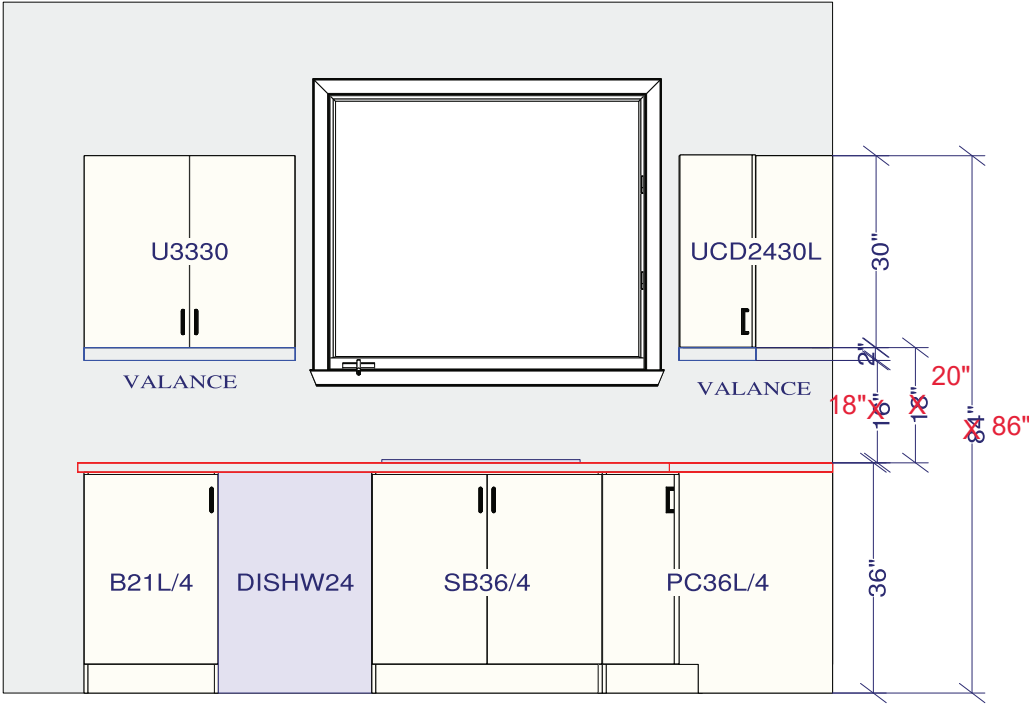 U3330
UCD2430L
30"
2"
VALANCE
VALANCE
20"
18"
16"
18"
84"
86"
B21L/4
DISHW24
SB36/4
PC36L/4
36"